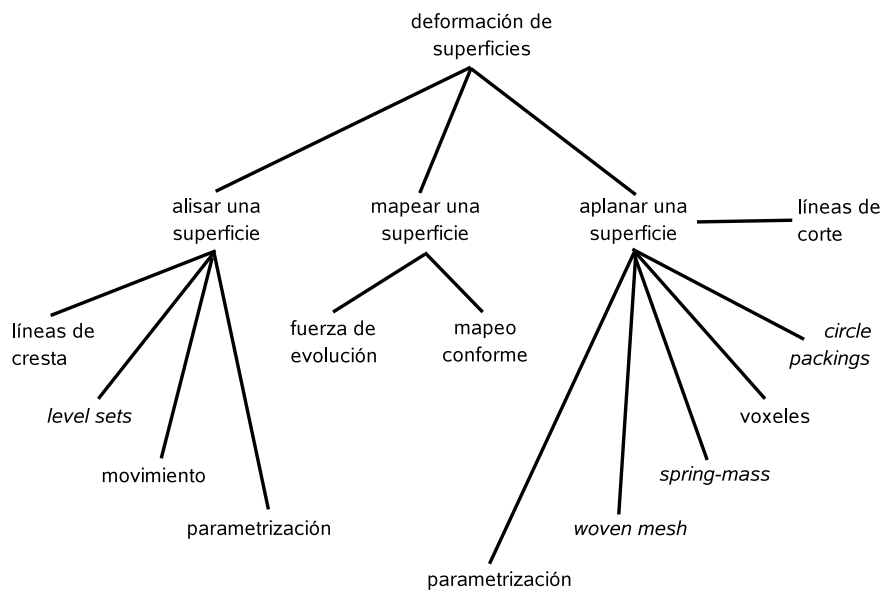 deformación de
superficies
alisar una
superficie
mapear una
superficie
aplanar una
superficie
líneas de
corte
líneas de
cresta
level sets
movimiento
parametrización
fuerza de
evolución
mapeo
conforme
circle
packings
voxeles
spring-mass
woven mesh
parametrización